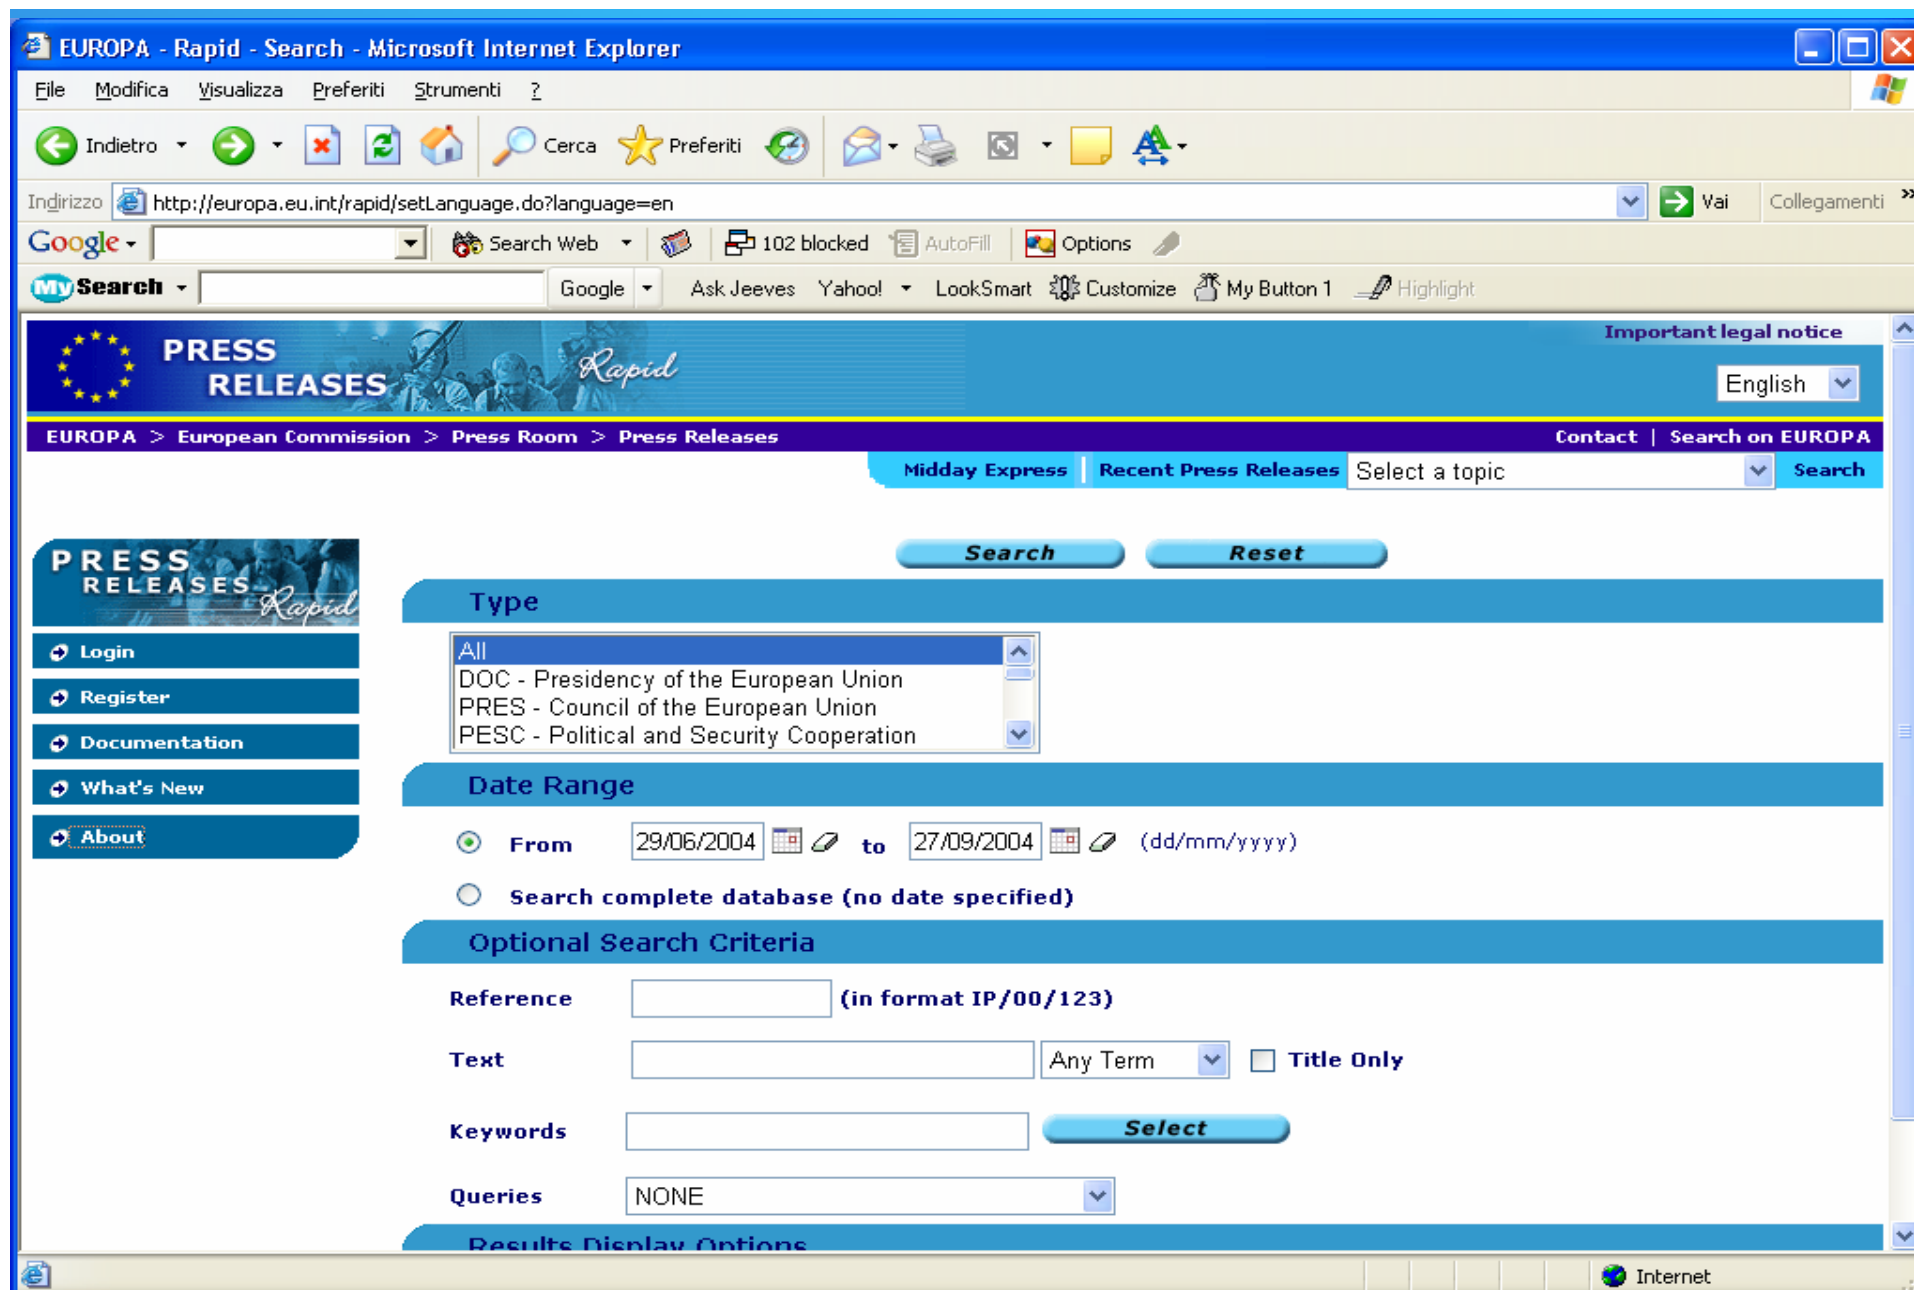 EUROPA - Rapid - Search - Microsoft Internet Explorer
File Modifica Visualizza Preferiti Strumenti ?
Indietro Cerca Preferiti
Indirizzo http://europa.eu.int/rapid/setLanguage.do?language=en Vai Collegamenti »
Google Search Web 102 blocked AutoFill Options
My Search Google Ask Jeeves Yahoo! LookSmart Customize My Button 1 Highlight
Important legal notice
PRESS
RELEASES Rapid
English
EUROPA > European Commission > Press Room > Press Releases Contact | Search on EUROPA
Midday Express Recent Press Releases Select a topic Search
Search Reset
PRESS
RELEASES
Rapid
Login
Register
Documentation
What's New
About
Type
All
DOC - Presidency of the European Union
PRES - Council of the European Union
PESC - Political and Security Cooperation
Date Range
From 29/06/2004 to 27/09/2004 (dd/mm/yyyy)
Search complete database (no date specified)
Optional Search Criteria
Reference (in format IP/00/123)
Text Any Term Title Only
Keywords Select
Queries NONE
Results Display Options
Internet